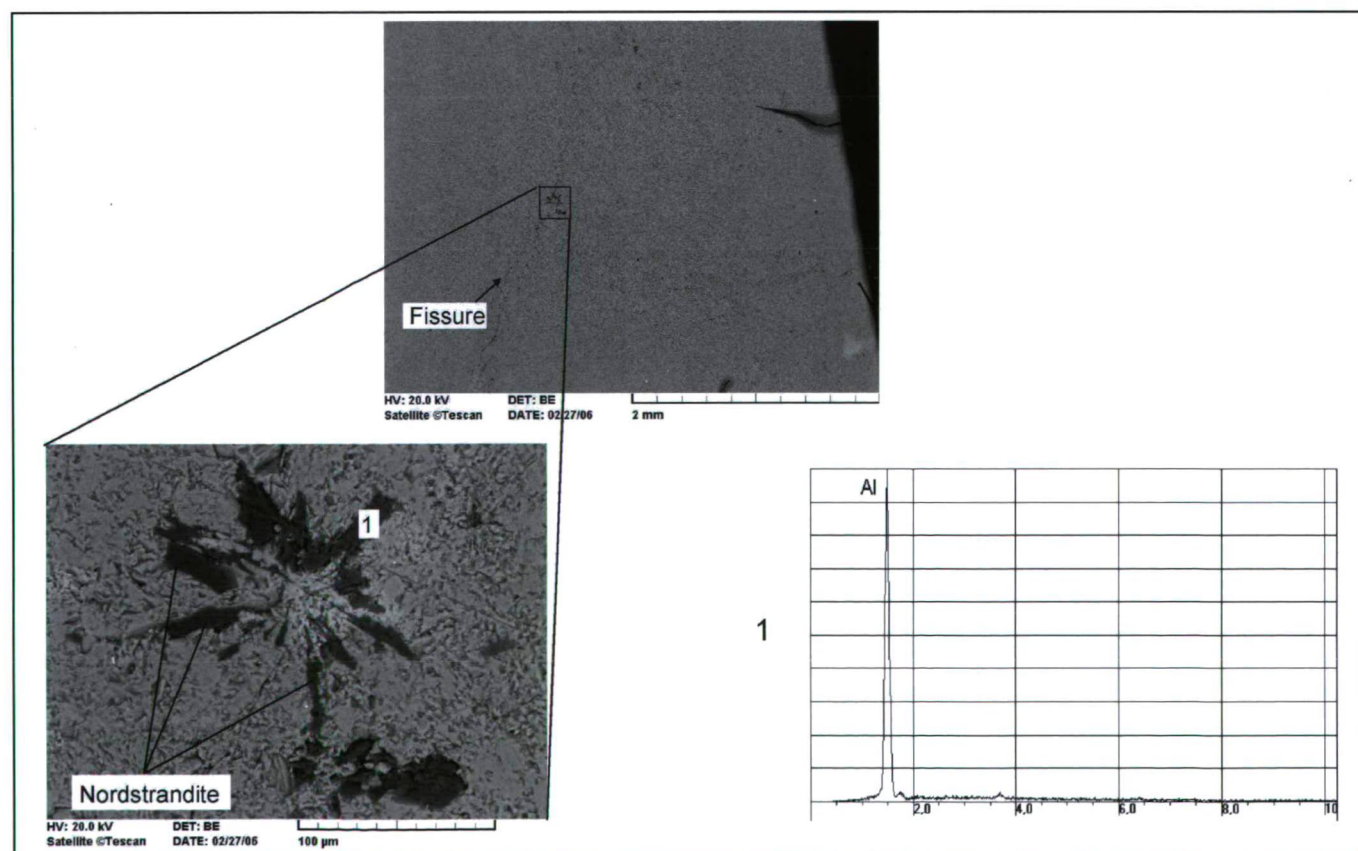 Fissure
HV: 20.0 kV DET: BE
Satellite ©Tescan DATE: 02/27/06 2 mm
Al
1
1
Nordstrandite
2.0 4.0 6.0 8.0 10
HV: 20.0 kV DET: BE
Satellite ©Tescan DATE: 02/27/06 100 µm